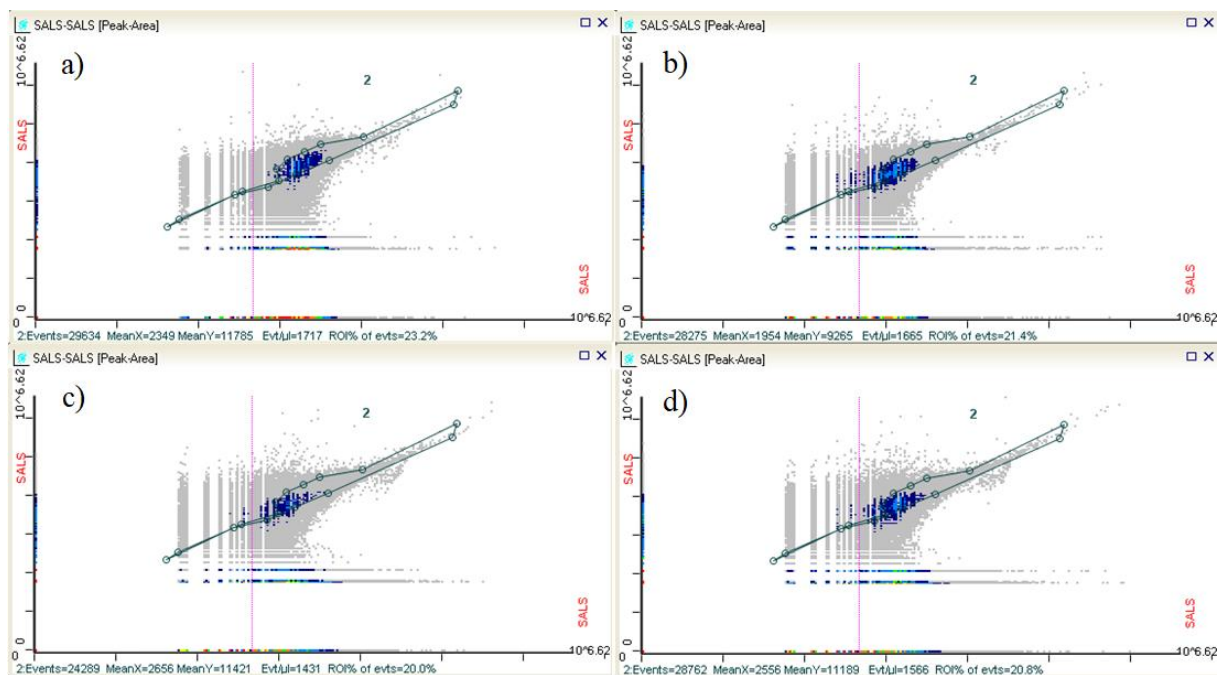 SALS-SALS [Peak-Area]
10^6.62
a)
2
SALS
SALS
0
0
10^6.62
2:Events=29634 MeanX=2349 MeanY=11785 Evt/µl=1717 ROI% of evts=23.2%
SALS-SALS [Peak-Area]
10^6.62
b)
2
SALS
SALS
0
0
10^6.62
2:Events=28275 MeanX=1954 MeanY=9265 Evt/µl=1665 ROI% of evts=21.4%
SALS-SALS [Peak-Area]
10^6.62
c)
2
SALS
SALS
0
0
10^6.62
2:Events=24289 MeanX=2656 MeanY=11421 Evt/µl=1431 ROI% of evts=20.0%
SALS-SALS [Peak-Area]
10^6.62
d)
2
SALS
SALS
0
0
10^6.62
2:Events=28762 MeanX=2556 MeanY=11189 Evt/µl=1566 ROI% of evts=20.8%